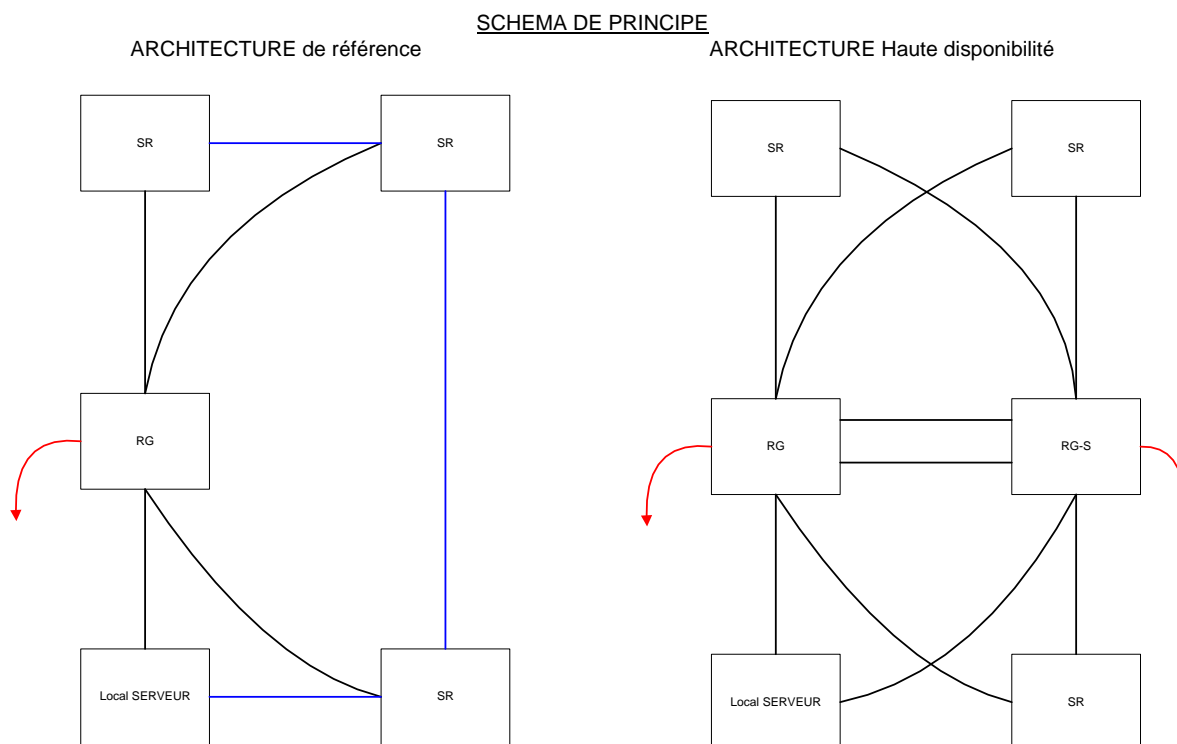 SCHEMA DE PRINCIPE
ARCHITECTURE de référence
ARCHITECTURE Haute disponibilité
SR
SR
SR
SR
RG
RG
RG-S
Local SERVEUR
SR
Local SERVEUR
SR